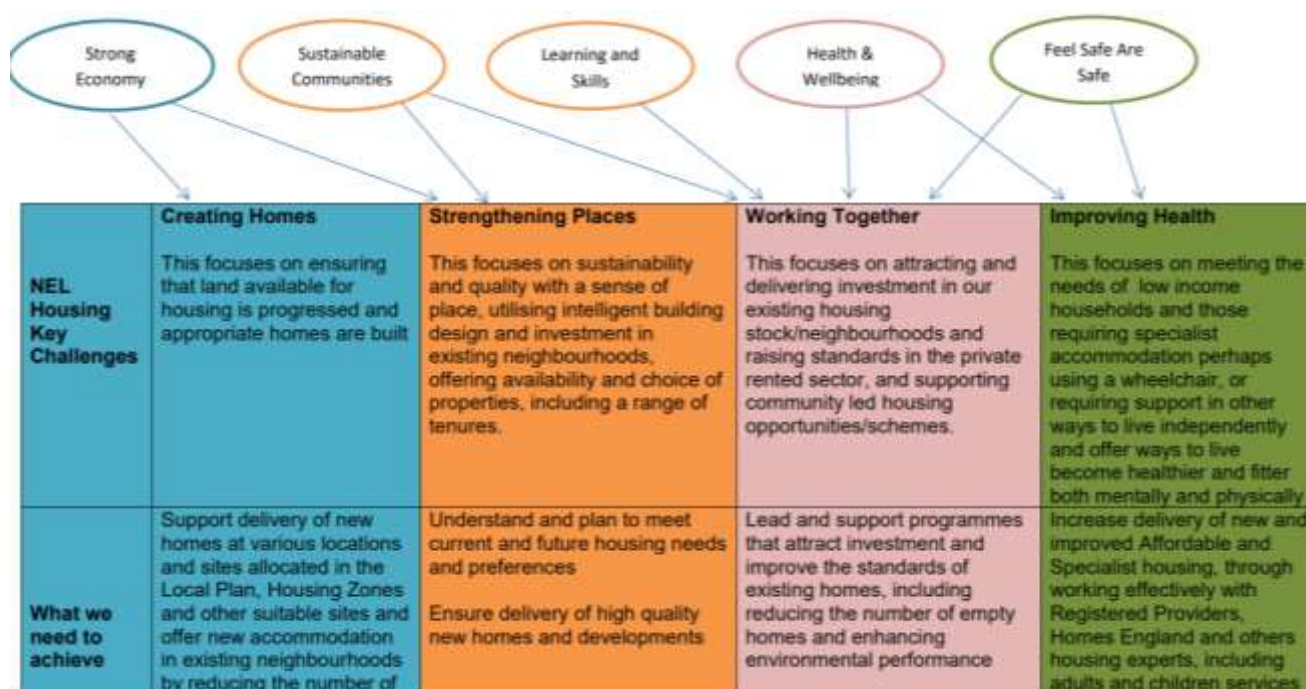 Strong
Economy
Sustainable
Communities
Learning and
Skills
Health &
Wellbeing
Feel Safe Are
Safe
NEL
Housing
Key
Challenges
Creating Homes
This focuses on ensuring
that land available for
housing is progressed and
appropriate homes are built
Strengthening Places
This focuses on sustainability
and quality with a sense of
place, utilising intelligent building
design and investment in
existing neighbourhoods,
offering availability and choice of
properties, including a range of
tenures.
Working Together
This focuses on attracting and
delivering investment in our
existing housing
stock/neighbourhoods and
raising standards in the private
rented sector, and supporting
community led housing
opportunities/schemes.
Improving Health
This focuses on meeting the
needs of low income
households and those
requiring specialist
accommodation perhaps
using a wheelchair, or
requiring support in other
ways to live independently
and offer ways to live
become healthier and fitter
both mentally and physically
What we
need to
achieve
Support delivery of new
homes at various locations
and sites allocated in the
Local Plan, Housing Zones
and other suitable sites and
offer new accommodation
in existing neighbourhoods
by reducing the number of
Understand and plan to meet
current and future housing needs
and preferences
Ensure delivery of high quality
new homes and developments
Lead and support programmes
that attract investment and
improve the standards of
existing homes, including
reducing the number of empty
homes and enhancing
environmental performance
Increase delivery of new and
improved Affordable and
Specialist housing, through
working effectively with
Registered Providers,
Homes England and others
housing experts, including
adults and children services